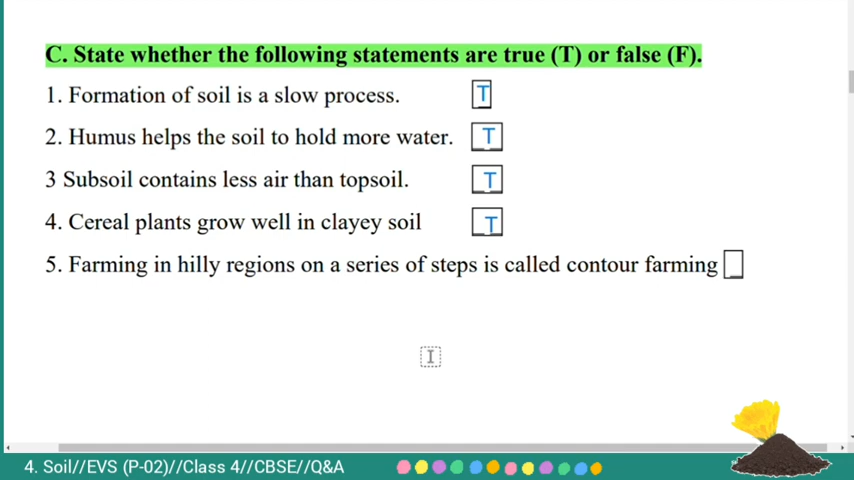 C. State whether the following statements are true (T) or false (F).
1. Formation of soil is a slow process. T
2. Humus helps the soil to hold more water. T
3 Subsoil contains less air than topsoil. T
4. Cereal plants grow well in clayey soil T
5. Farming in hilly regions on a series of steps is called contour farming
4. Soil//EVS (P-02)//Class 4//CBSE//Q&A